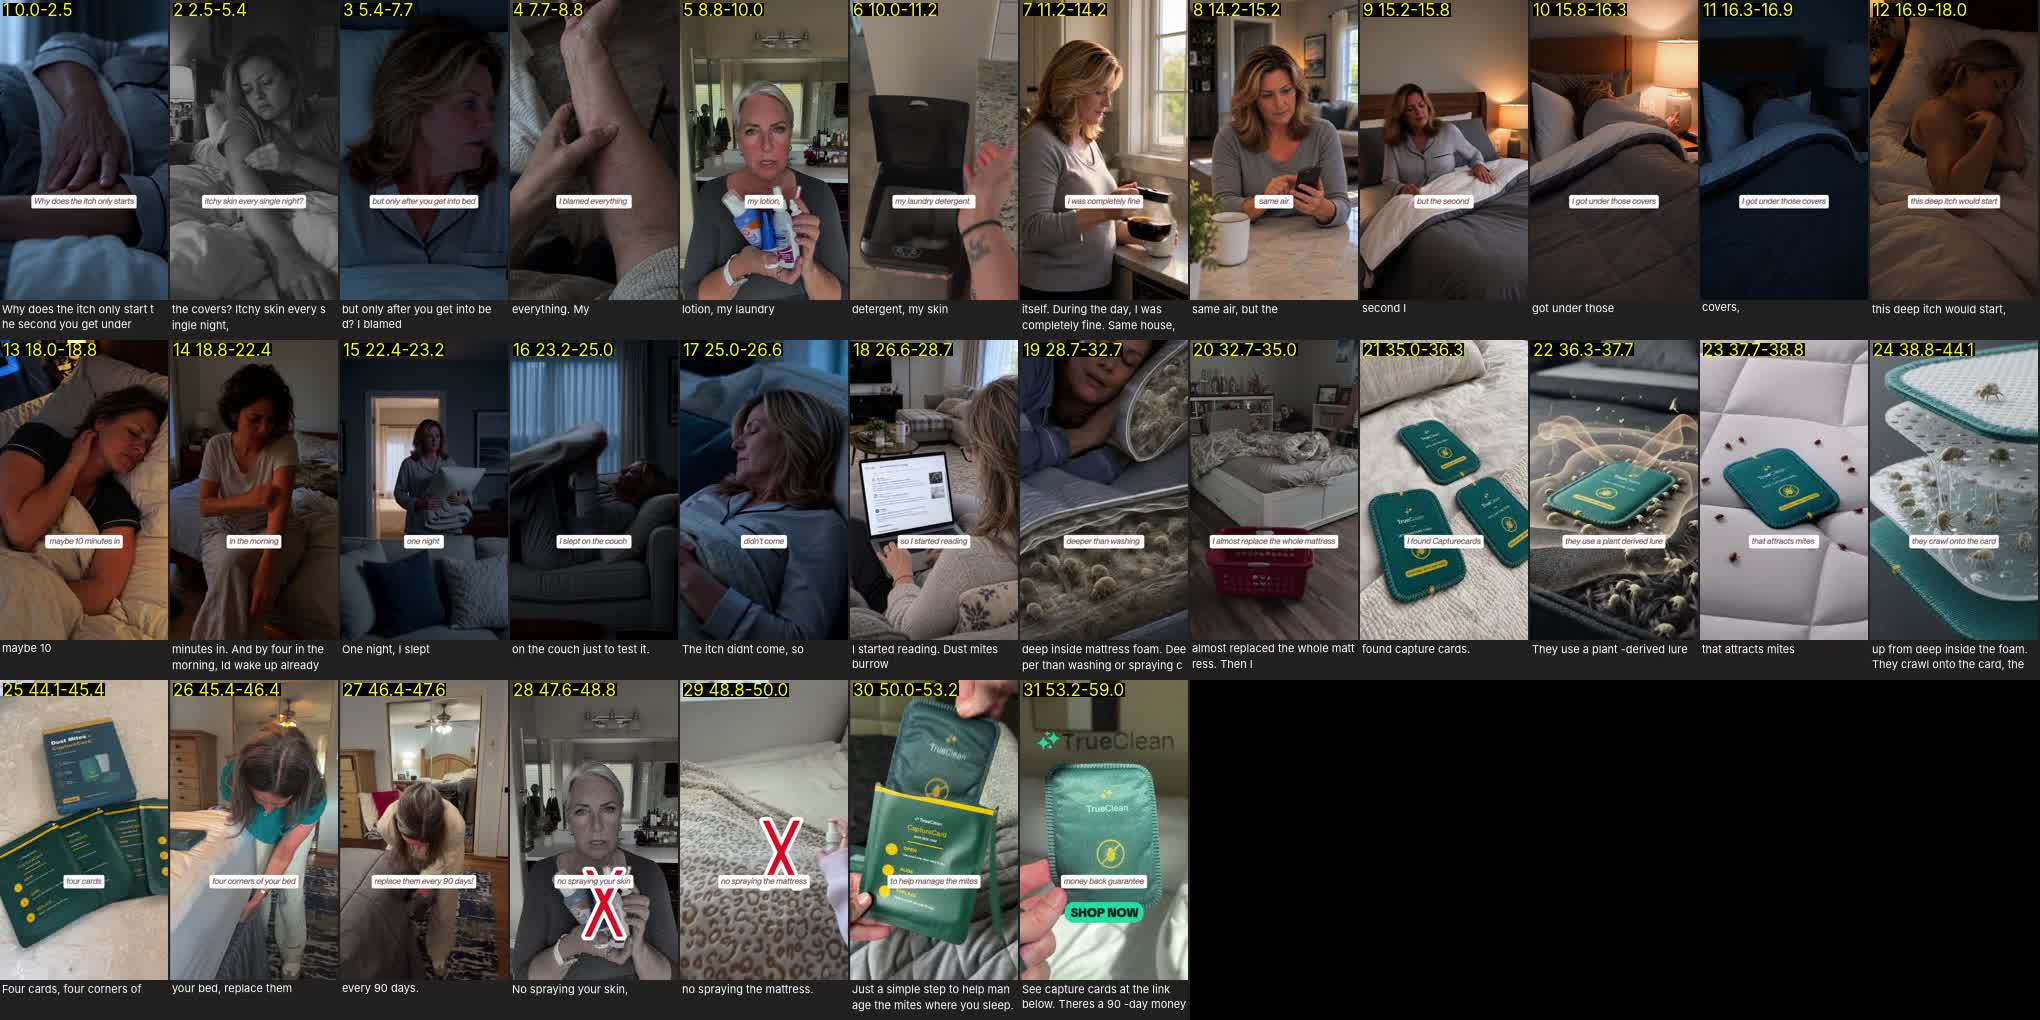 1 0.0-2.5
Why does the itch only starts
Why does the itch only start t
he second you get under
2 2.5-5.4
itchy skin every single night?
the covers? Itchy skin every s
ingle night,
3 5.4-7.7
but only after you get into bed
but only after you get into be
d? I blamed
4 7.7-8.8
I blamed everything
everything. My
5 8.8-10.0
my lotion,
lotion, my laundry
6 10.0-11.2
my laundry detergent,
detergent, my skin
7 11.2-14.2
I was completely fine
itself. During the day, I was
completely fine. Same house,
8 14.2-15.2
same air.
same air, but the
9 15.2-15.8
but the second
second I
10 15.8-16.3
I got under those covers
got under those
11 16.3-16.9
I got under those covers
covers,
12 16.9-18.0
this deep itch would start
this deep itch would start,
13 18.0-18.8
maybe 10 minutes in
maybe 10
14 18.8-22.4
in the morning
minutes in. And by four in the
morning, Id wake up already
15 22.4-23.2
one night
One night, I slept
16 23.2-25.0
I slept on the couch
on the couch just to test it.
17 25.0-26.6
didn't come
The itch didnt come, so
18 26.6-28.7
so I started reading
I started reading. Dust mites
burrow
19 28.7-32.7
deeper than washing
deep inside mattress foam. Dee
per than washing or spraying c
20 32.7-35.0
I almost replace the whole mattress
almost replaced the whole matt
ress. Then I
21 35.0-36.3
TrueClean
I found Capturecards
found capture cards.
22 36.3-37.7
they use a plant derived lure
They use a plant -derived lure
23 37.7-38.8
that attracts mites
that attracts mites
24 38.8-44.1
they crawl onto the card
up from deep inside the foam.
They crawl onto the card, the
25 44.1-45.4
Dust Mites -
CaptureCard
four cards
Four cards, four corners of
26 45.4-46.4
four corners of your bed
your bed, replace them
27 46.4-47.6
replace them every 90 days!
every 90 days.
28 47.6-48.8
no spraying your skin
X
No spraying your skin,
29 48.8-50.0
X
no spraying the mattress
no spraying the mattress.
30 50.0-53.2
TrueClean
TrueClean
CaptureCard
OPEN
to help manage the mites
Just a simple step to help man
age the mites where you sleep.
31 53.2-59.0
TrueClean
TrueClean
money back guarantee
SHOP NOW
See capture cards at the link
below. Theres a 90 -day money